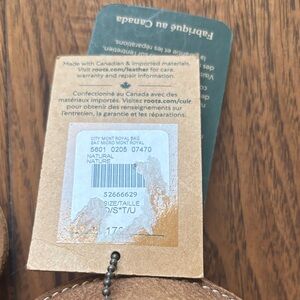 Fabriqué au Canada
Made with Canadian & imported materials.
Visit roots.com/leather for care
warranty and repair information.
Confectionné au Canada avec des
matériaux importés. Visitez roots.com/cuir
pour obtenir des renseignements sur
l'entretien, la garantie et les réparations.
CITY MONT ROYAL BAG
SAC MICRO MONT ROYAL
5601 0205 07470
NATURAL
NATURE
52666629
SIZE/TAILLE
O/S*T/U